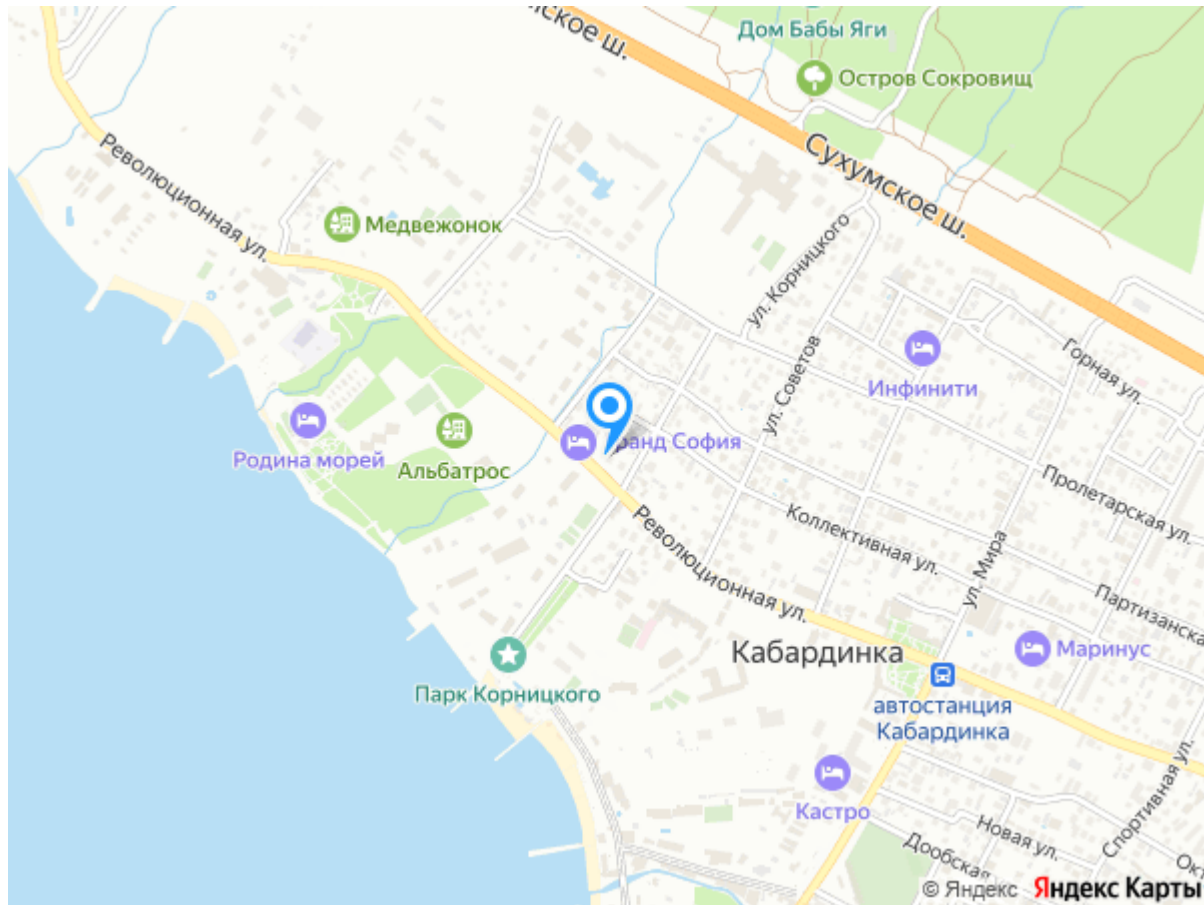 мское ш.
Дом Бабы Яги
Остров Сокровищ
Сухумское ш.
Революционная ул.
Медвежонок
ул. Корницкого
ул. Советов
Инфинити
Горная ул.
Родина морей
Альбатрос
ранд София
Пролетарская ул.
Коллективная ул.
Революционная ул.
ул. Мира
Партизанска
Кабардинка
Маринус
Парк Корницкого
автостанция
Кабардинка
Кастро
Спортивная ул.
Новая ул.
Дообская
Окт
© Яндекс Яндекс Карты